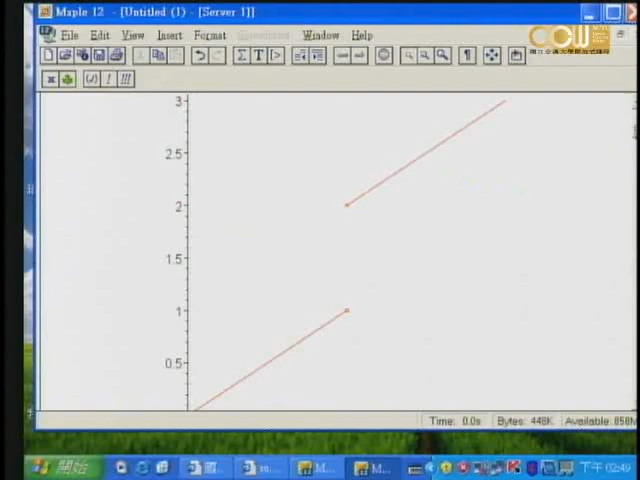 Maple 12 - [Untitled (1) - [Server 1]]
File Edit View Insert Format Window Help
3
2.5
2
1.5
1
0.5
Time: 0.0s Bytes: 448K Available: 858M
開始 M... M... 下午 02:49